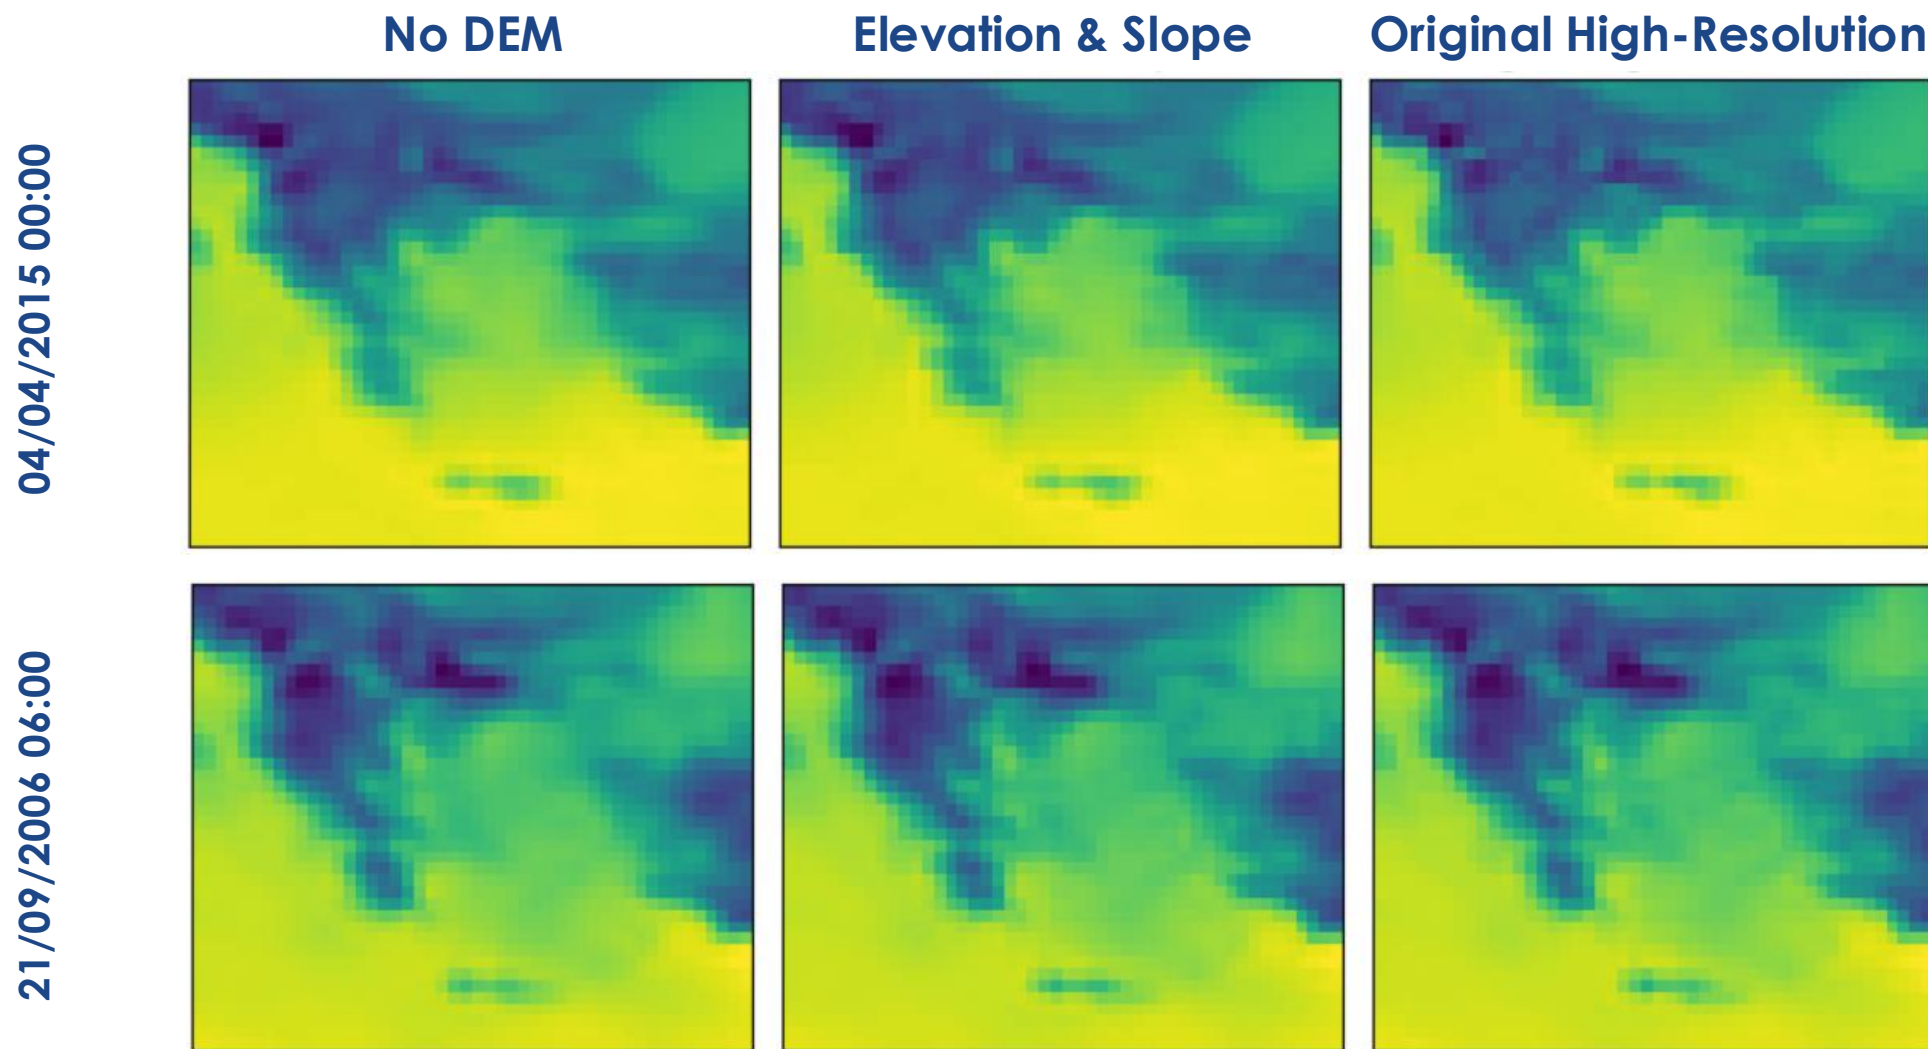 No DEM
Elevation & Slope
Original High-Resolution
04/04/2015 00:00
21/09/2006 06:00